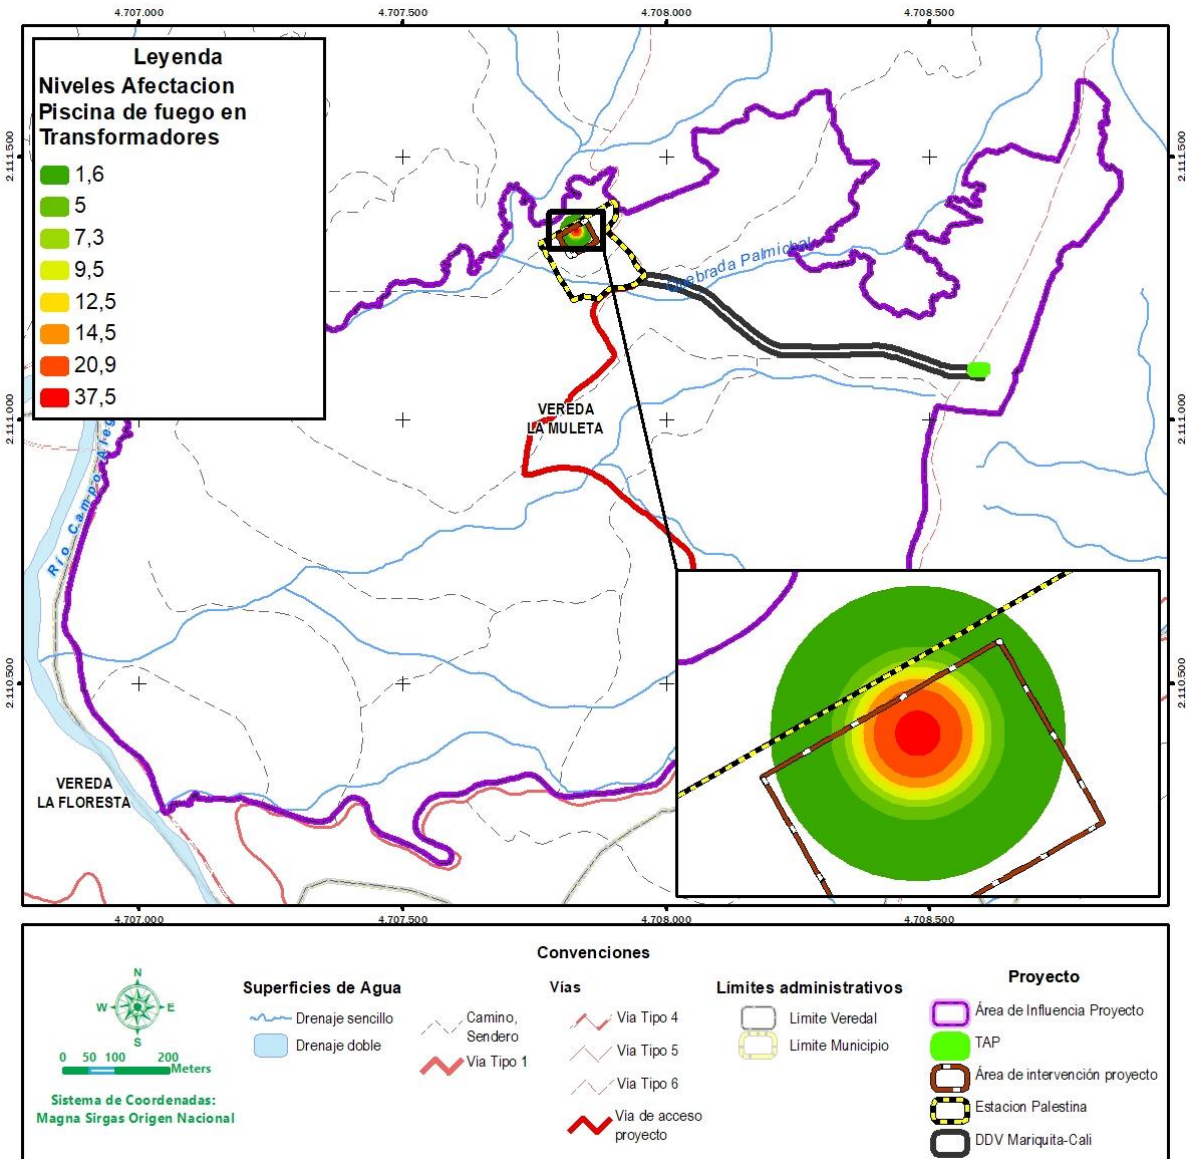 4.707.000
4.707.500
4.708.000
4.708.500
Leyenda
Niveles Afectacion
Piscina de fuego en
Transformadores
1,6
5
7,3
9,5
12,5
14,5
20,9
37,5
2.111.500
2.111.500
Quebrada Palmichal
2.111.000
2.111.000
VEREDA
LA MULETA
Río Campo Aleg
2.110.500
2.110.500
VEREDA
LA FLORESTA
4.707.000
4.707.500
4.708.000
4.708.500
Convenciones
N
W
E
S
0 50 100 200
Meters
Sistema de Coordenadas:
Magna Sirgas Origen Nacional
Superficies de Agua
Drenaje sencillo
Drenaje doble
Vías
Camino,
Sendero
Via Tipo 1
Via Tipo 4
Via Tipo 5
Via Tipo 6
Via de acceso
proyecto
Límites administrativos
Limite Veredal
Limite Municipio
Proyecto
Área de Influencia Proyecto
TAP
Área de intervención proyecto
Estacion Palestina
DDV Mariquita-Cali